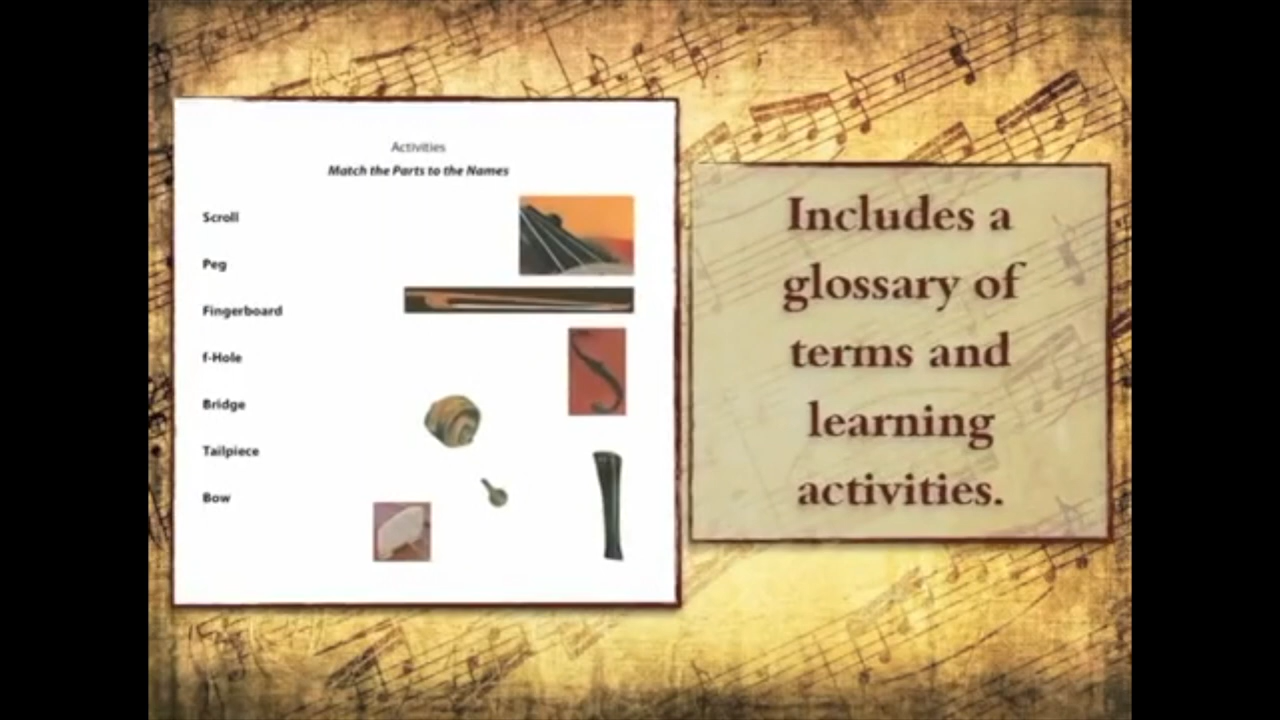 Activities
Match the Parts to the Names
Scroll
Peg
Fingerboard
f-Hole
Bridge
Tailpiece
Bow
Includes a
glossary of
terms and
learning
activities.